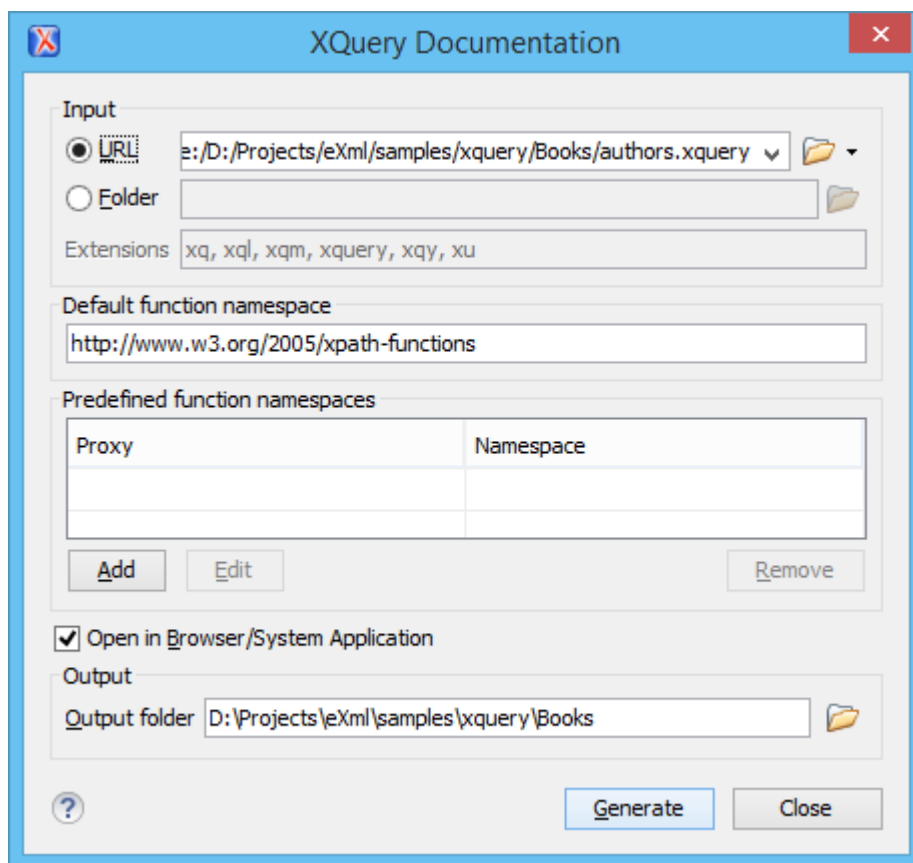 XQuery Documentation
Input
URL e:/D:/Projects/eXml/samples/xquery/Books/authors.xquery
Folder
Extensions xq, xql, xqm, xquery, xqy, xu
Default function namespace
http://www.w3.org/2005/xpath-functions
Predefined function namespaces
Proxy Namespace
Add Edit Remove
Open in Browser/System Application
Output
Output folder D:\Projects\eXml\samples\xquery\Books
? Generate Close